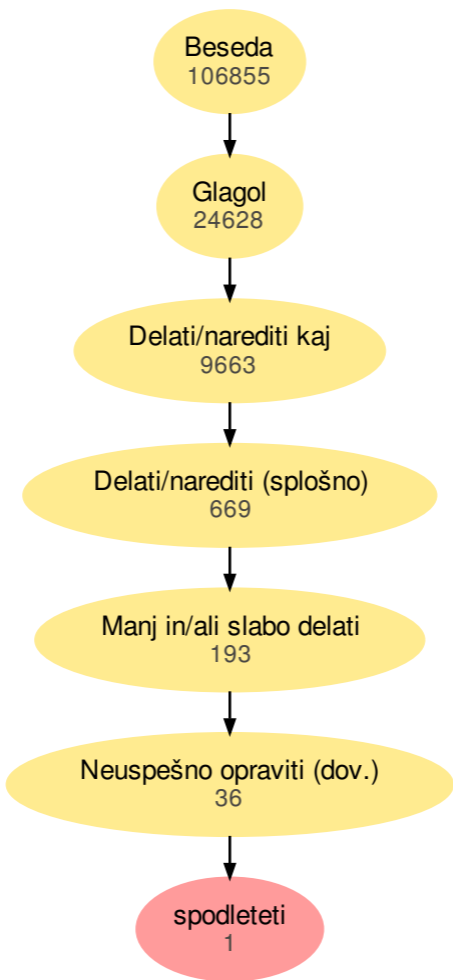 Beseda
106855
Glagol
24628
Delati/narediti kaj
9663
Delati/narediti (splošno)
669
Manj in/ali slabo delati
193
Neuspešno opraviti (dov.)
36
spodleteti
1